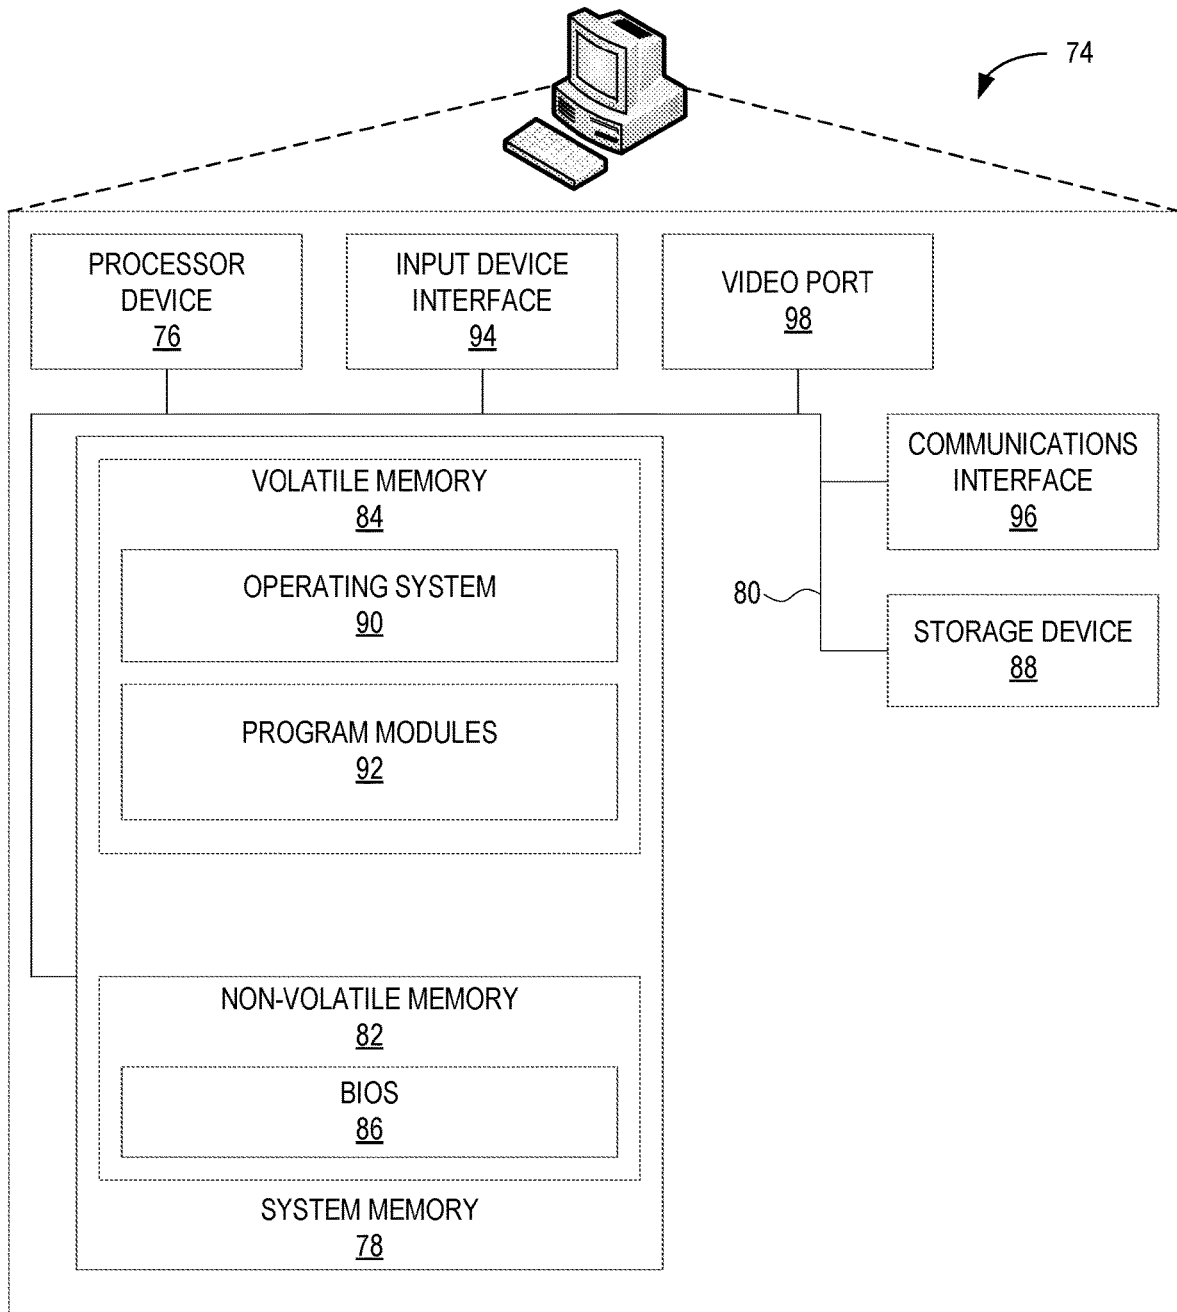 74
PROCESSOR
DEVICE
76
INPUT DEVICE
INTERFACE
94
VIDEO PORT
98
COMMUNICATIONS
INTERFACE
96
VOLATILE MEMORY
84
OPERATING SYSTEM
90
80
STORAGE DEVICE
88
PROGRAM MODULES
92
NON-VOLATILE MEMORY
82
BIOS
86
SYSTEM MEMORY
78